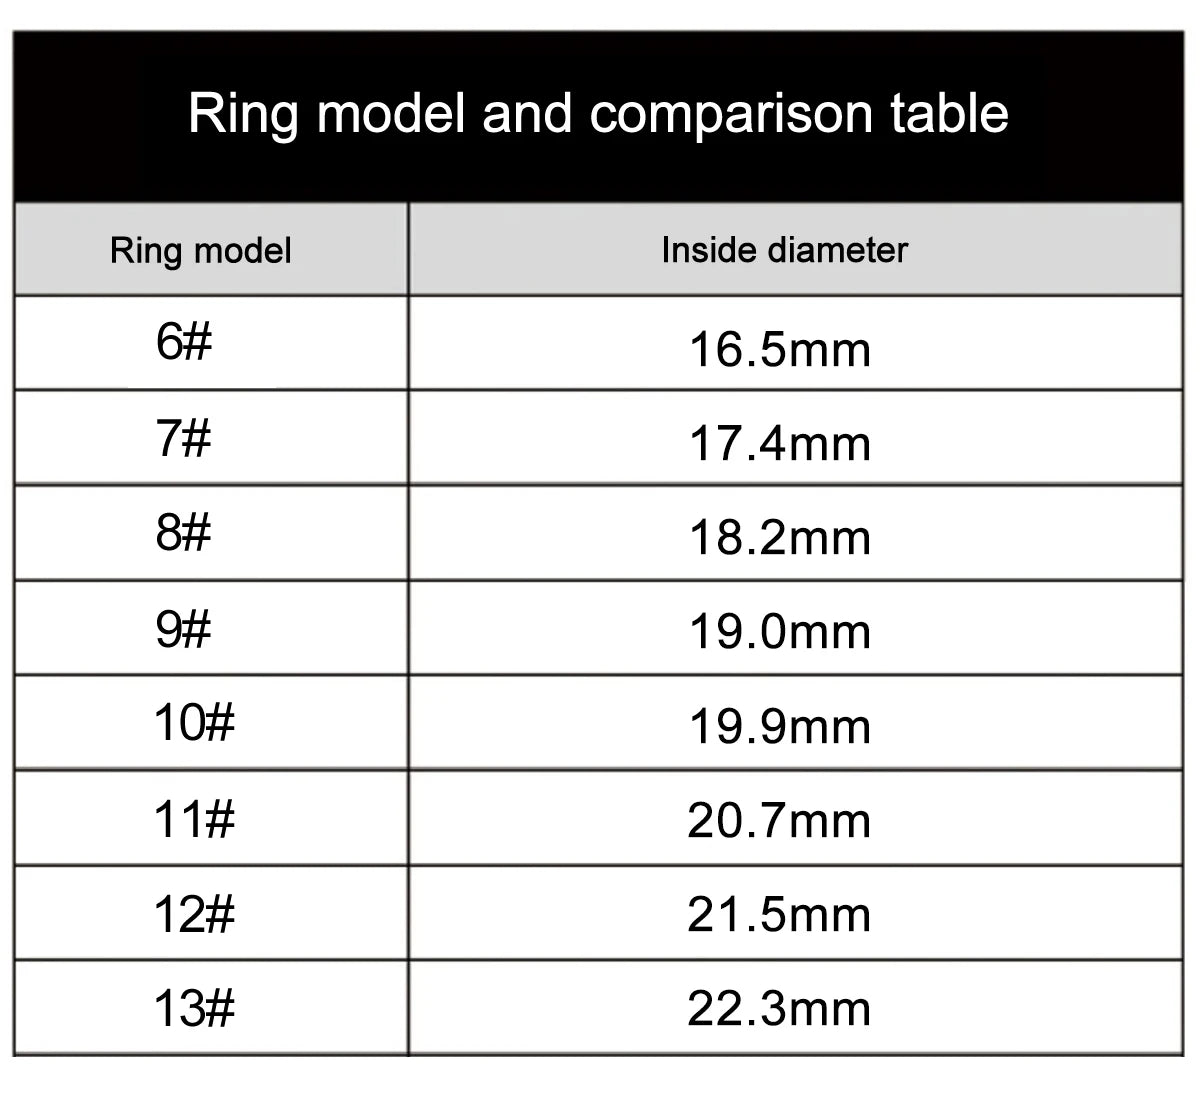 Ring model and comparison table
Ring model Inside diameter
6# 16.5mm
7# 17.4mm
8# 18.2mm
9# 19.0mm
10# 19.9mm
11# 20.7mm
12# 21.5mm
13# 22.3mm